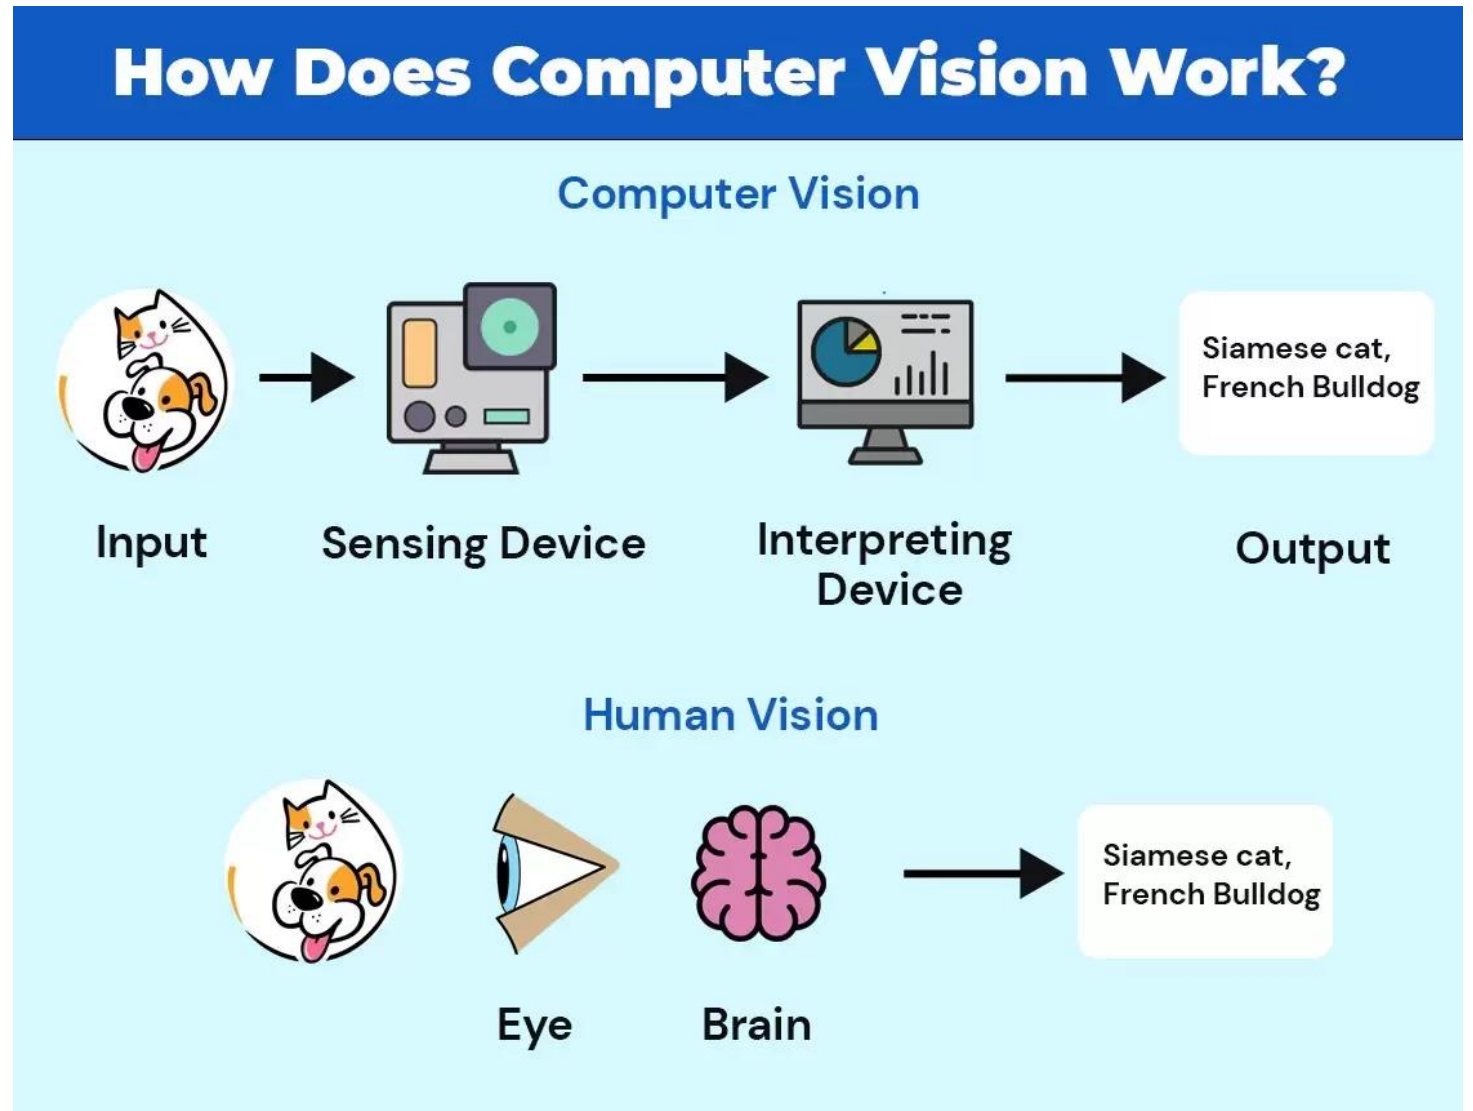 How Does Computer Vision Work?
Computer Vision
Siamese cat,
French Bulldog
Input
Sensing Device
Interpreting
Device
Output
Human Vision
Siamese cat,
French Bulldog
Eye
Brain